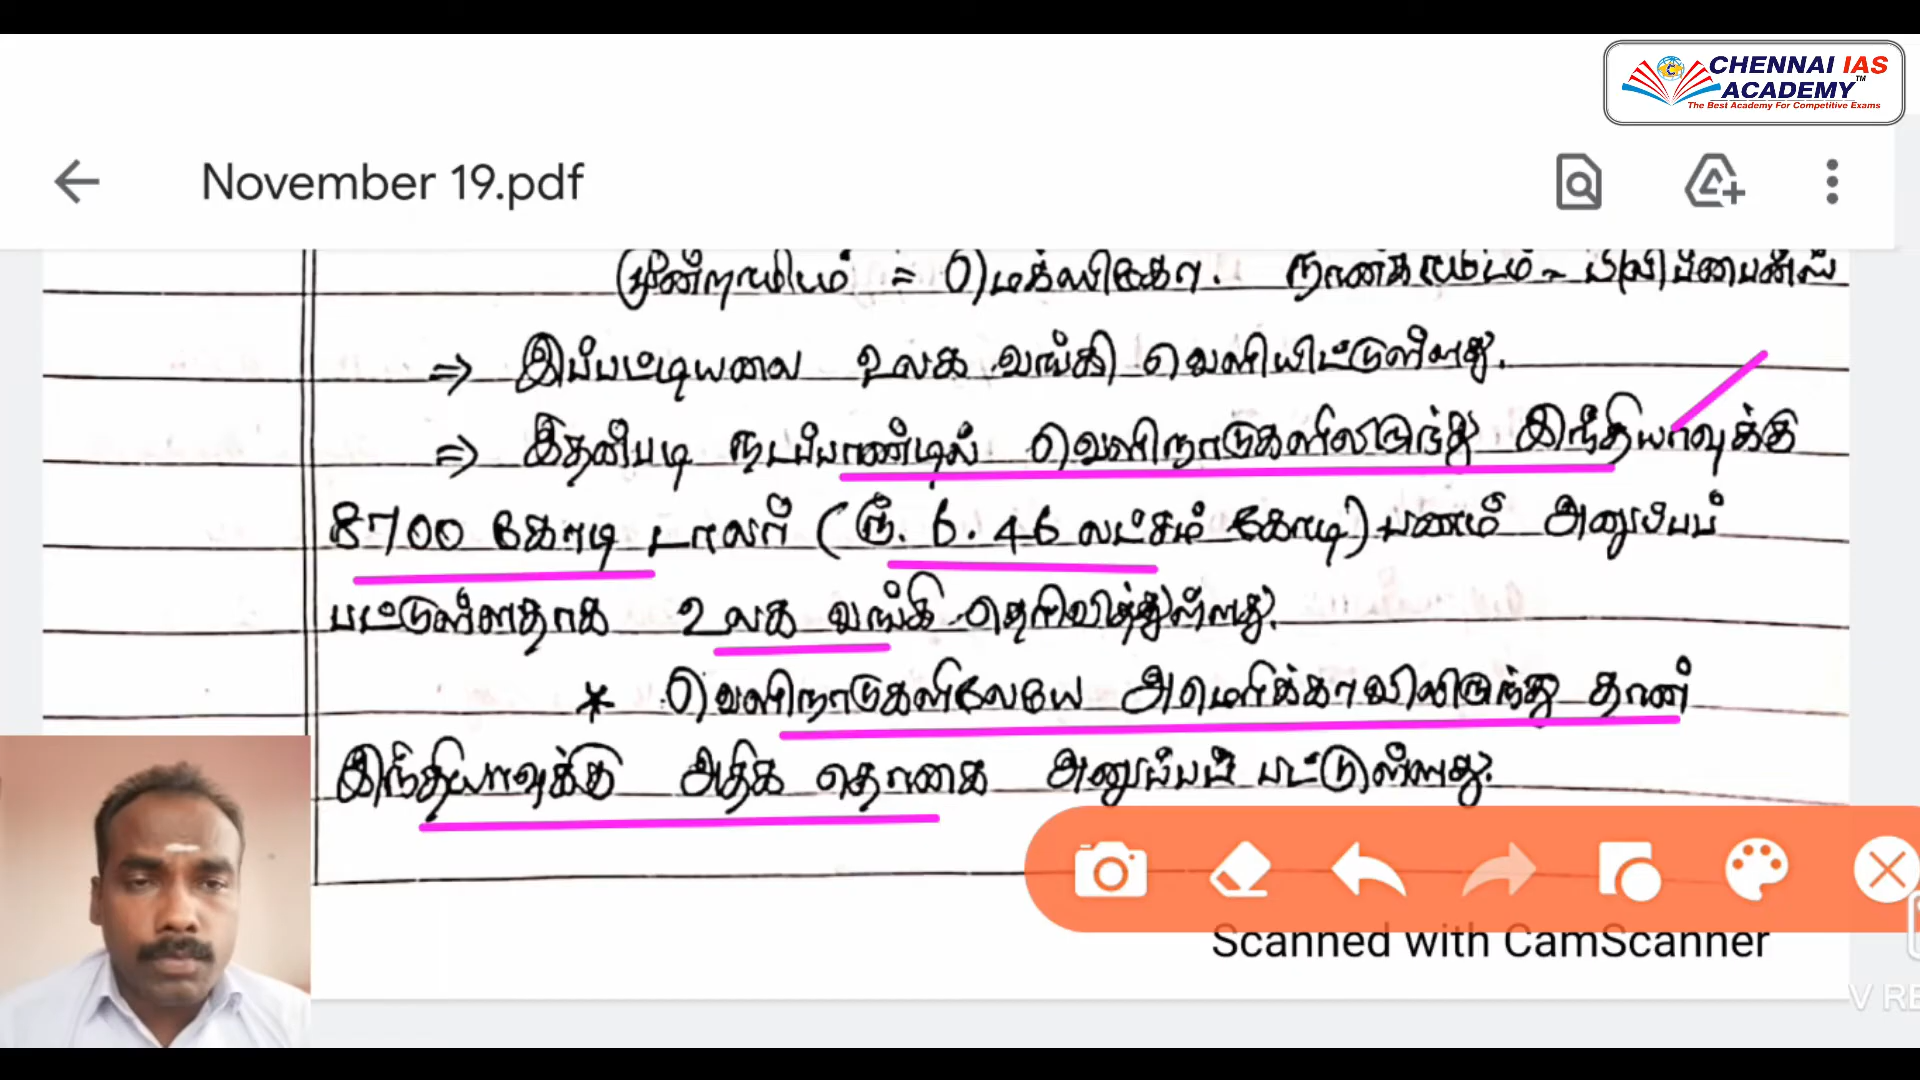 CHENNAI IAS
ACADEMY™
The Best Academy For Competitive Exams
November 19.pdf
மூன்றாமிடம் = மெக்ஸிகோ. நான்காமிடம் - பிலிப்பைன்ஸ்
⇒ இப்பட்டியலை உலக வங்கி வெளியிட்டுள்ளது.
⇒ இதன்படி நடப்பாண்டில் வெளிநாடுகளிலிருந்து இந்தியாவுக்கு
8700 கோடி டாலர் (ரூ. 6.46 லட்சம் கோடி) பணம் அனுப்பப்
பட்டுள்ளதாக உலக வங்கி தெரிவித்துள்ளது.
* வெளிநாடுகளிலேயே அமெரிக்காவிலிருந்து தான்
இந்தியாவுக்கு அதிக தொகை அனுப்பப் பட்டுள்ளது.
Scanned with CamScanner
V RE